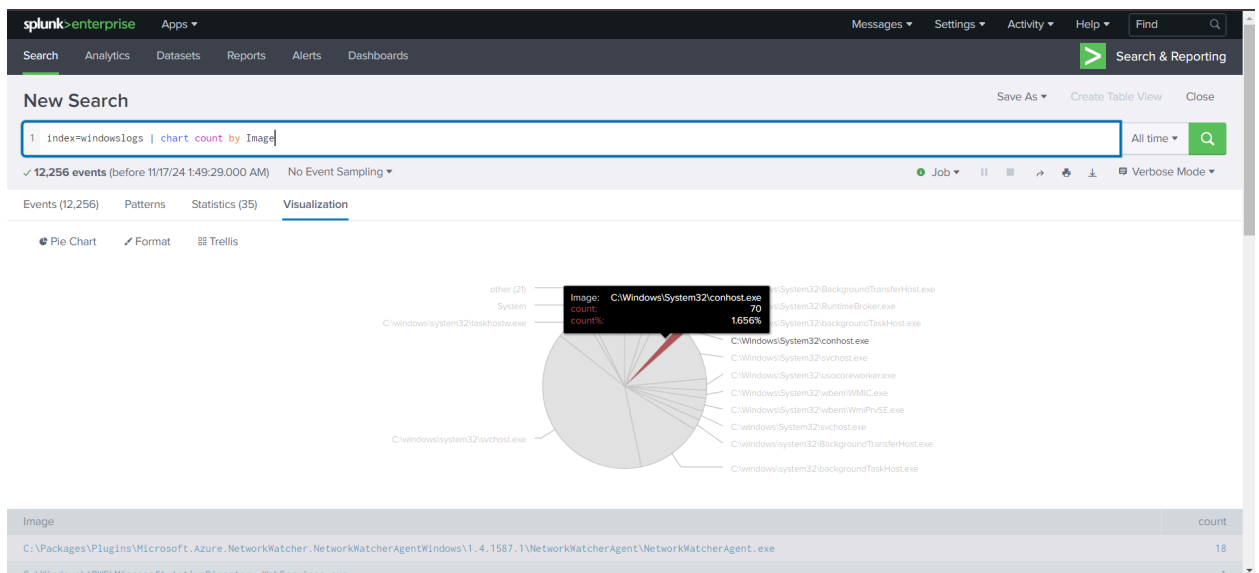 splunk>enterprise Apps Messages Settings Activity Help Find
Search Analytics Datasets Reports Alerts Dashboards Search & Reporting
New Search Save As Create Table View Close
1 index=windowslogs | chart count by Image All time
12,256 events (before 11/17/24 1:49:29.000 AM) No Event Sampling Job Verbose Mode
Events (12,256) Patterns Statistics (35) Visualization
Pie Chart Format Trellis
other (21)
System
C:\windows\system32\taskhostw.exe
C:\windows\system32\svchost.exe
Image: C:\Windows\System32\conhost.exe
count: 70
count%: 1.656%
\System32\BackgroundTransferHost.exe
\System32\RuntimeBroker.exe
\System32\backgroundTaskHost.exe
C:\Windows\System32\conhost.exe
C:\Windows\System32\svchost.exe
C:\Windows\System32\usocoreworker.exe
C:\Windows\System32\wbem\WMIC.exe
C:\Windows\System32\wbem\WmiPrvSE.exe
C:\windows\System32\svchost.exe
C:\windows\system32\BackgroundTransferHost.exe
C:\windows\system32\backgroundTaskHost.exe
Image count
C:\Packages\Plugins\Microsoft.Azure.NetworkWatcher.NetworkWatcherAgentWindows\1.4.1587.1\NetworkWatcherAgent\NetworkWatcherAgent.exe 18